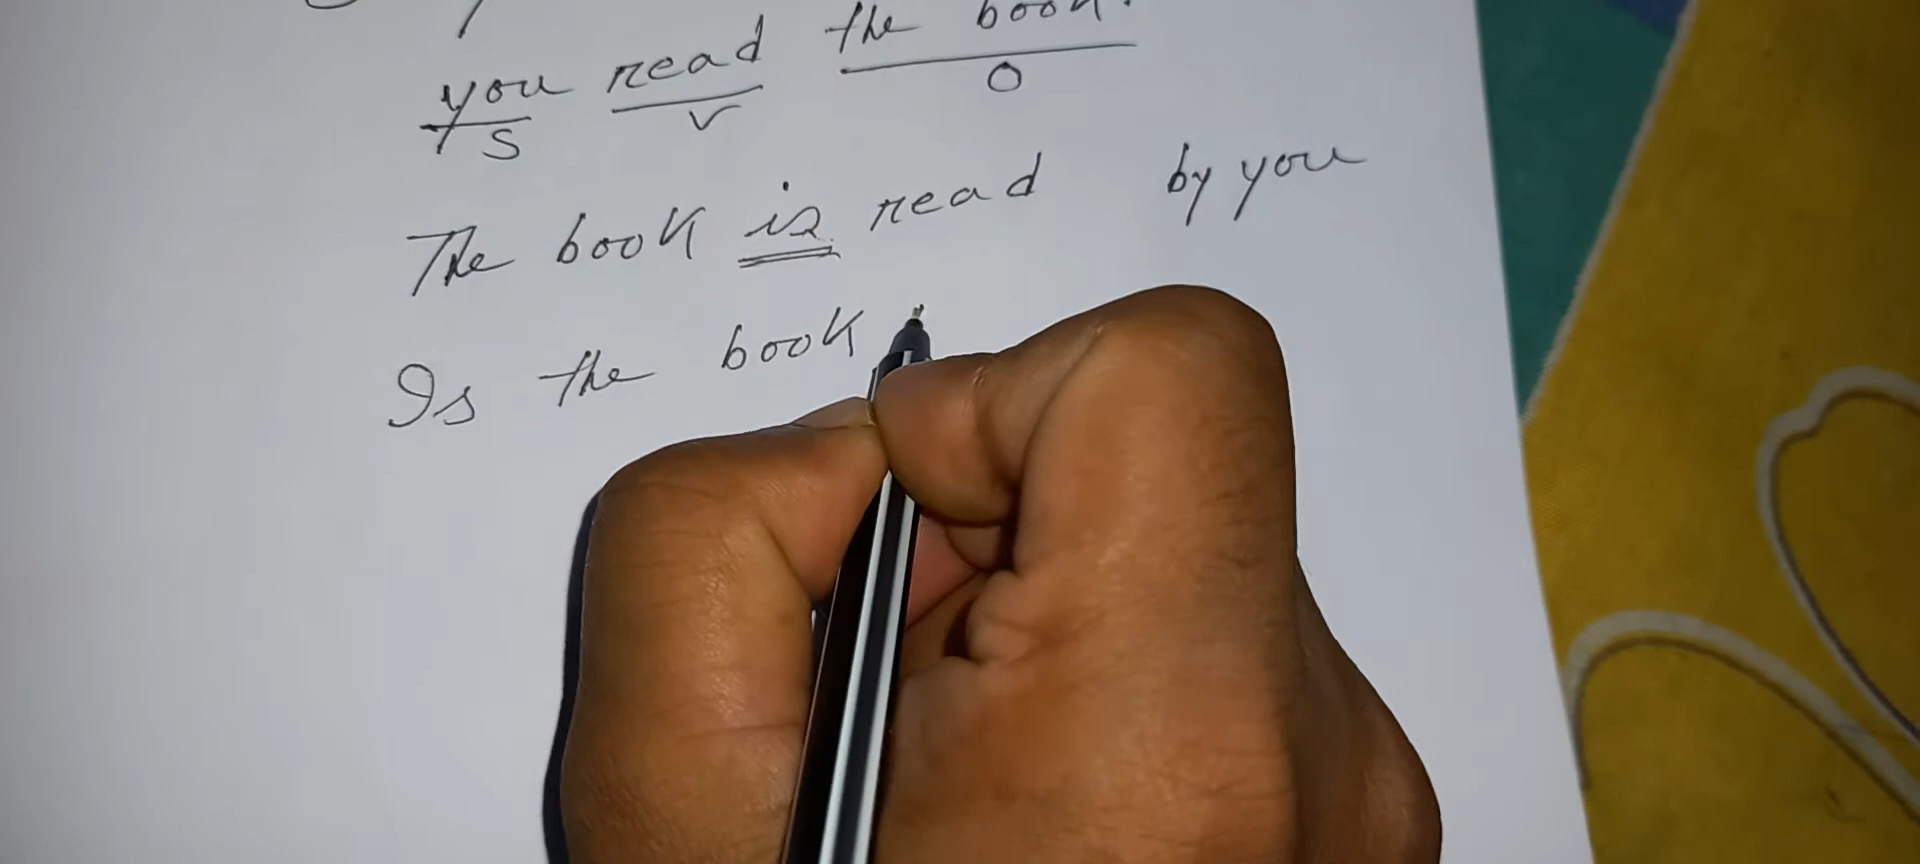 you read the book.
S V O
The book is read by you
Is the book